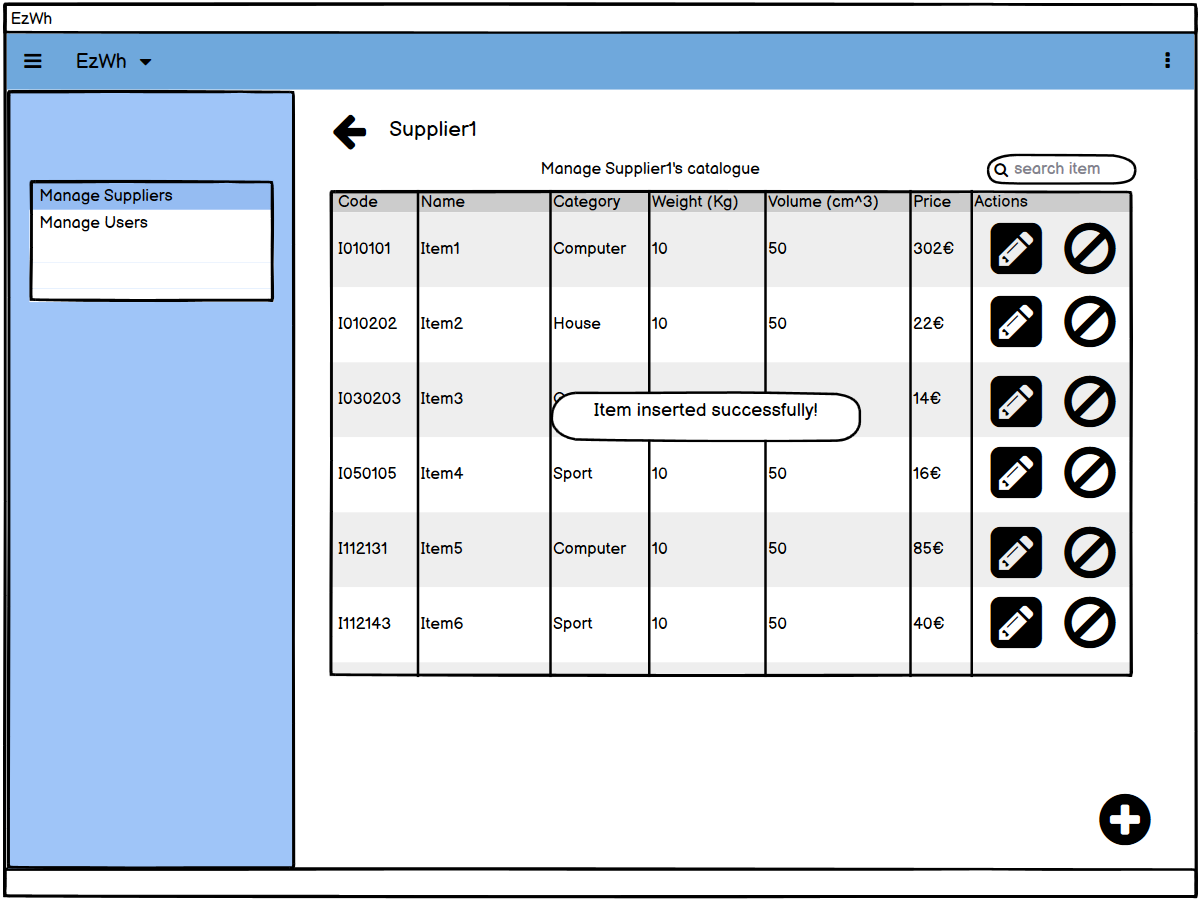 EzWh
EzWh
Supplier1
Manage Supplier1's catalogue
search item
Manage Suppliers
Manage Users
Code Name Category Weight (Kg) Volume (cm^3) Price Actions
I010101 Item1 Computer 10 50 302€
I010202 Item2 House 10 50 22€
I030203 Item3 14€
Item inserted successfully!
I050105 Item4 Sport 10 50 16€
I112131 Item5 Computer 10 50 85€
I112143 Item6 Sport 10 50 40€